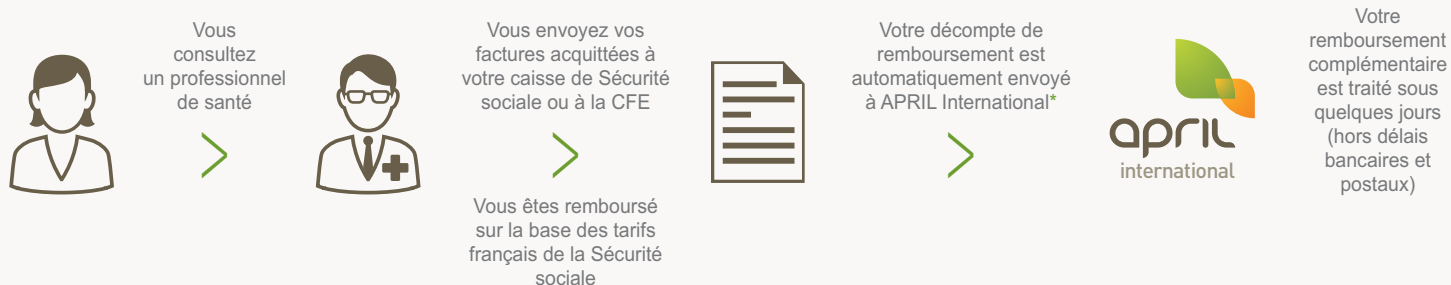 Vous
consultez
un professionnel
de santé
Vous envoyez vos
factures acquittées à
votre caisse de Sécurité
sociale ou à la CFE
Vous êtes remboursé
sur la base des tarifs
français de la Sécurité
sociale
Votre décompte de
remboursement est
automatiquement envoyé
à APRIL International*
april
international
Votre
remboursement
complémentaire
est traité sous
quelques jours
(hors délais
bancaires et
postaux)